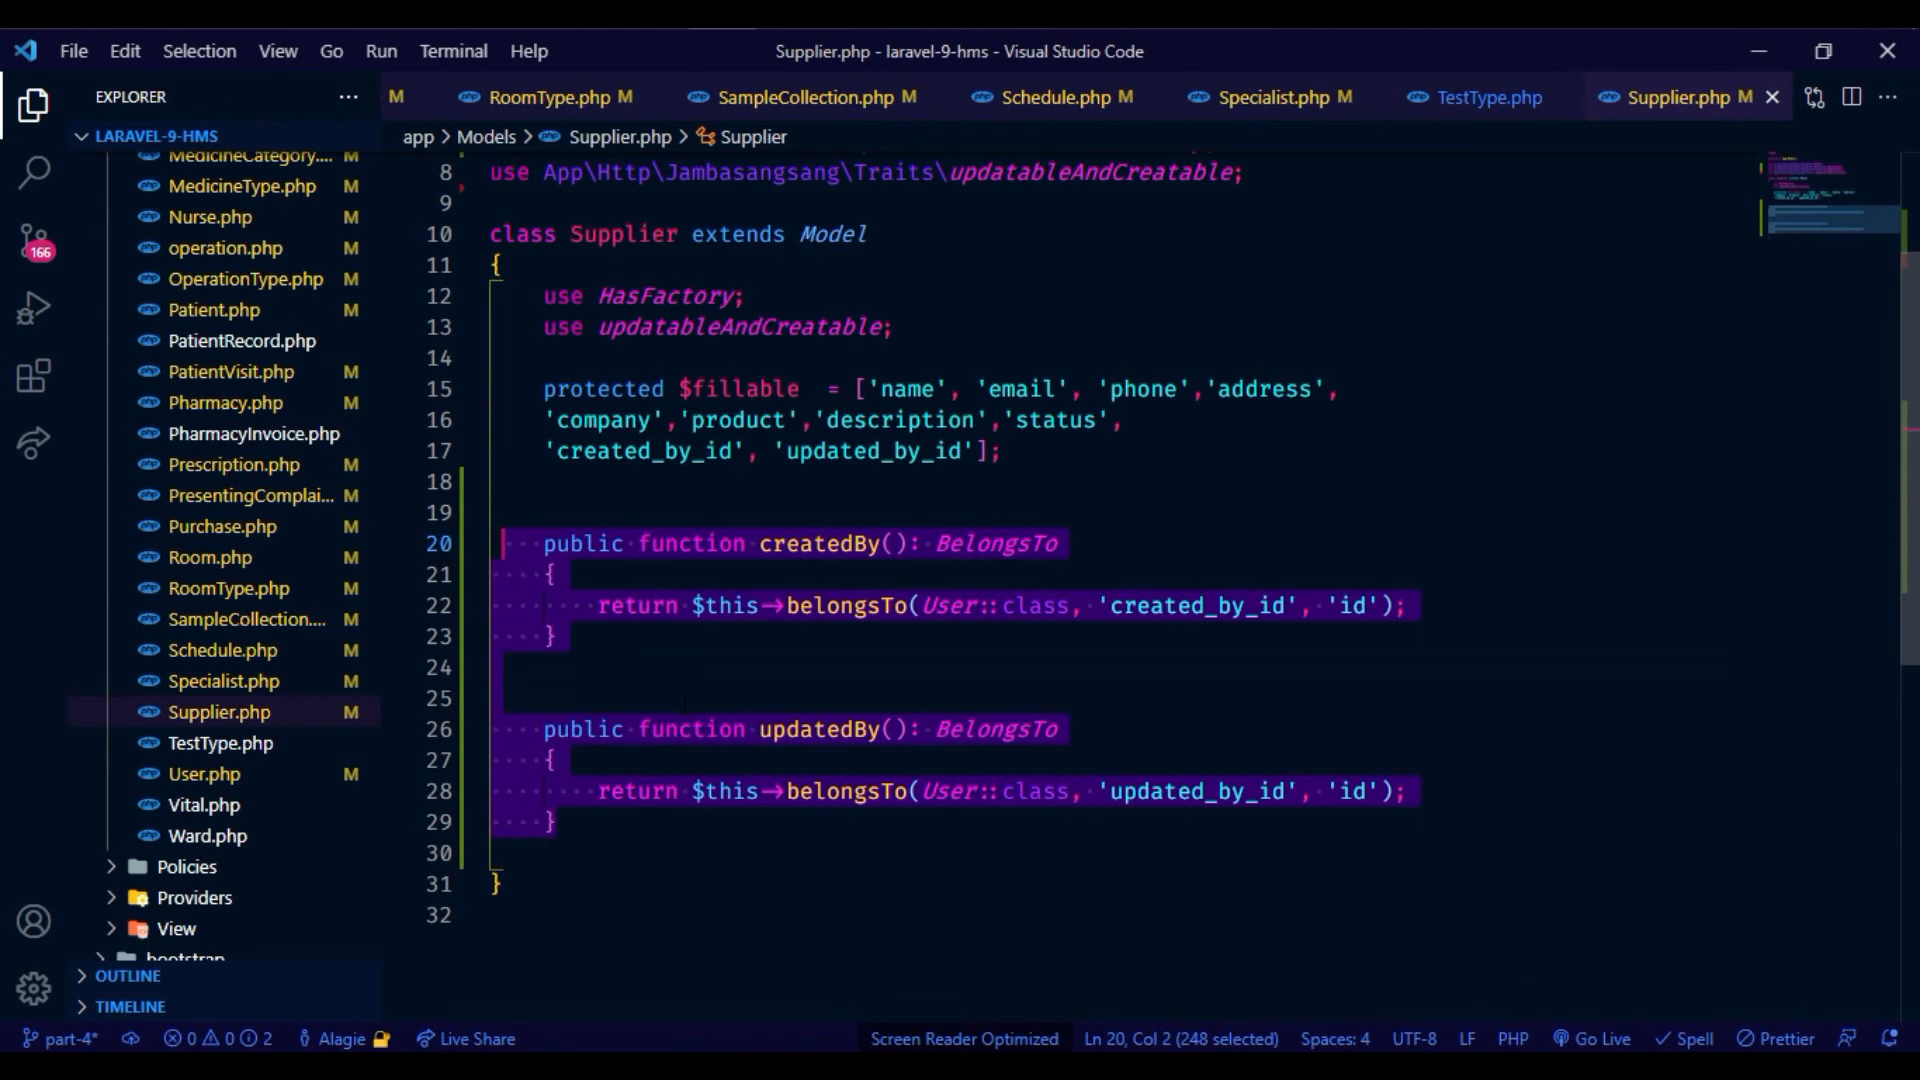 File Edit Selection View Go Run Terminal Help
Supplier.php - laravel-9-hms - Visual Studio Code
EXPLORER
M
RoomType.php M
SampleCollection.php M
Schedule.php M
Specialist.php M
TestType.php
Supplier.php M
LARAVEL-9-HMS
app > Models > Supplier.php > Supplier
MedicineCategory.... M
MedicineType.php M
Nurse.php M
operation.php M
OperationType.php M
Patient.php M
PatientRecord.php
PatientVisit.php M
Pharmacy.php M
PharmacyInvoice.php
Prescription.php M
PresentingComplai... M
Purchase.php M
Room.php M
RoomType.php M
SampleCollection.... M
Schedule.php M
Specialist.php M
Supplier.php M
TestType.php
User.php M
Vital.php
Ward.php
Policies
Providers
View
bootstrap
OUTLINE
TIMELINE
166
8 use App\Http\Jambasangsang\Traits\updatableAndCreatable;
9
10 class Supplier extends Model
11 {
12 use HasFactory;
13 use updatableAndCreatable;
14
15 protected $fillable = ['name', 'email', 'phone','address',
16 'company','product','description','status',
17 'created_by_id', 'updated_by_id'];
18
19
20 public function createdBy(): BelongsTo
21 {
22 return $this->belongsTo(User::class, 'created_by_id', 'id');
23 }
24
25
26 public function updatedBy(): BelongsTo
27 {
28 return $this->belongsTo(User::class, 'updated_by_id', 'id');
29 }
30
31 }
32
part-4* 0 0 2 Alagie Live Share Screen Reader Optimized Ln 20, Col 2 (248 selected) Spaces: 4 UTF-8 LF PHP Go Live Spell Prettier